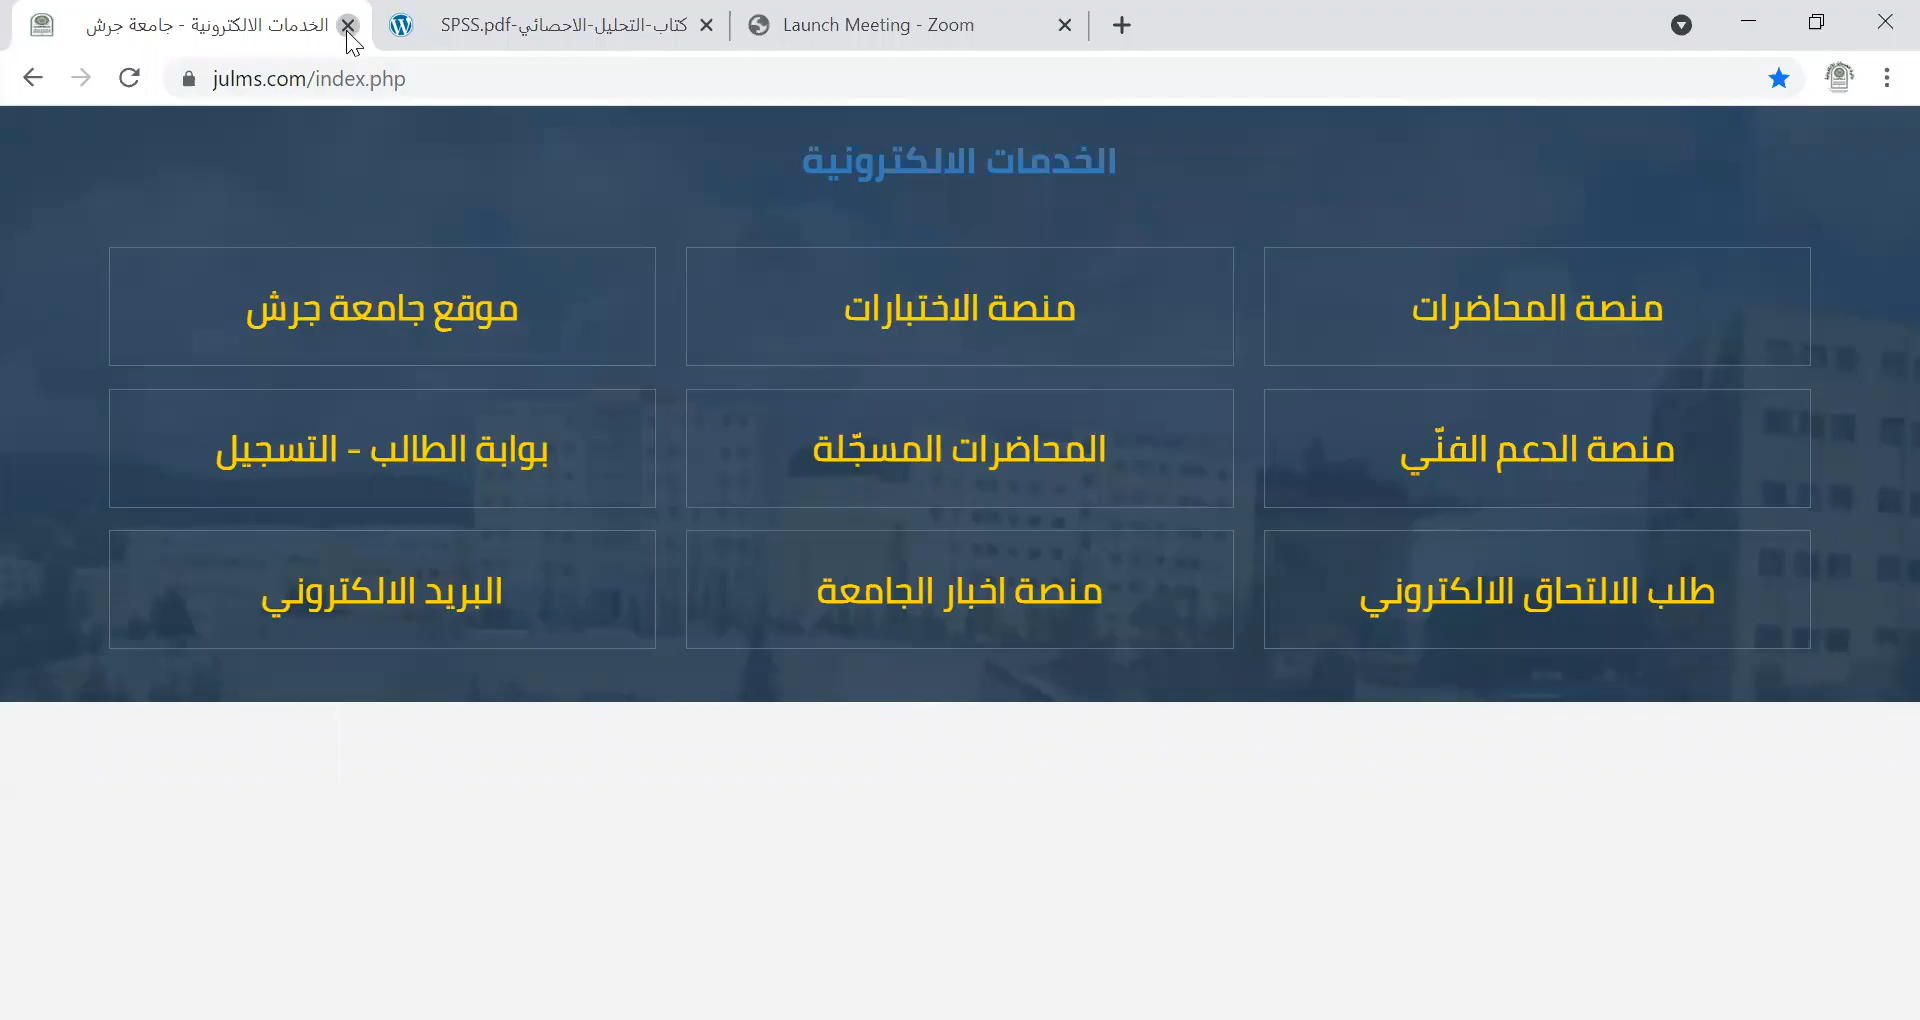 الخدمات الالكترونية - جامعة جرش
كتاب-التحليل-الاحصائي-SPSS.pdf
Launch Meeting - Zoom
julms.com/index.php
الخدمات الالكترونية
منصة المحاضرات
منصة الاختبارات
موقع جامعة جرش
منصة الدعم الفنّي
المحاضرات المسجّلة
بوابة الطالب - التسجيل
طلب الالتحاق الالكتروني
منصة اخبار الجامعة
البريد الالكتروني